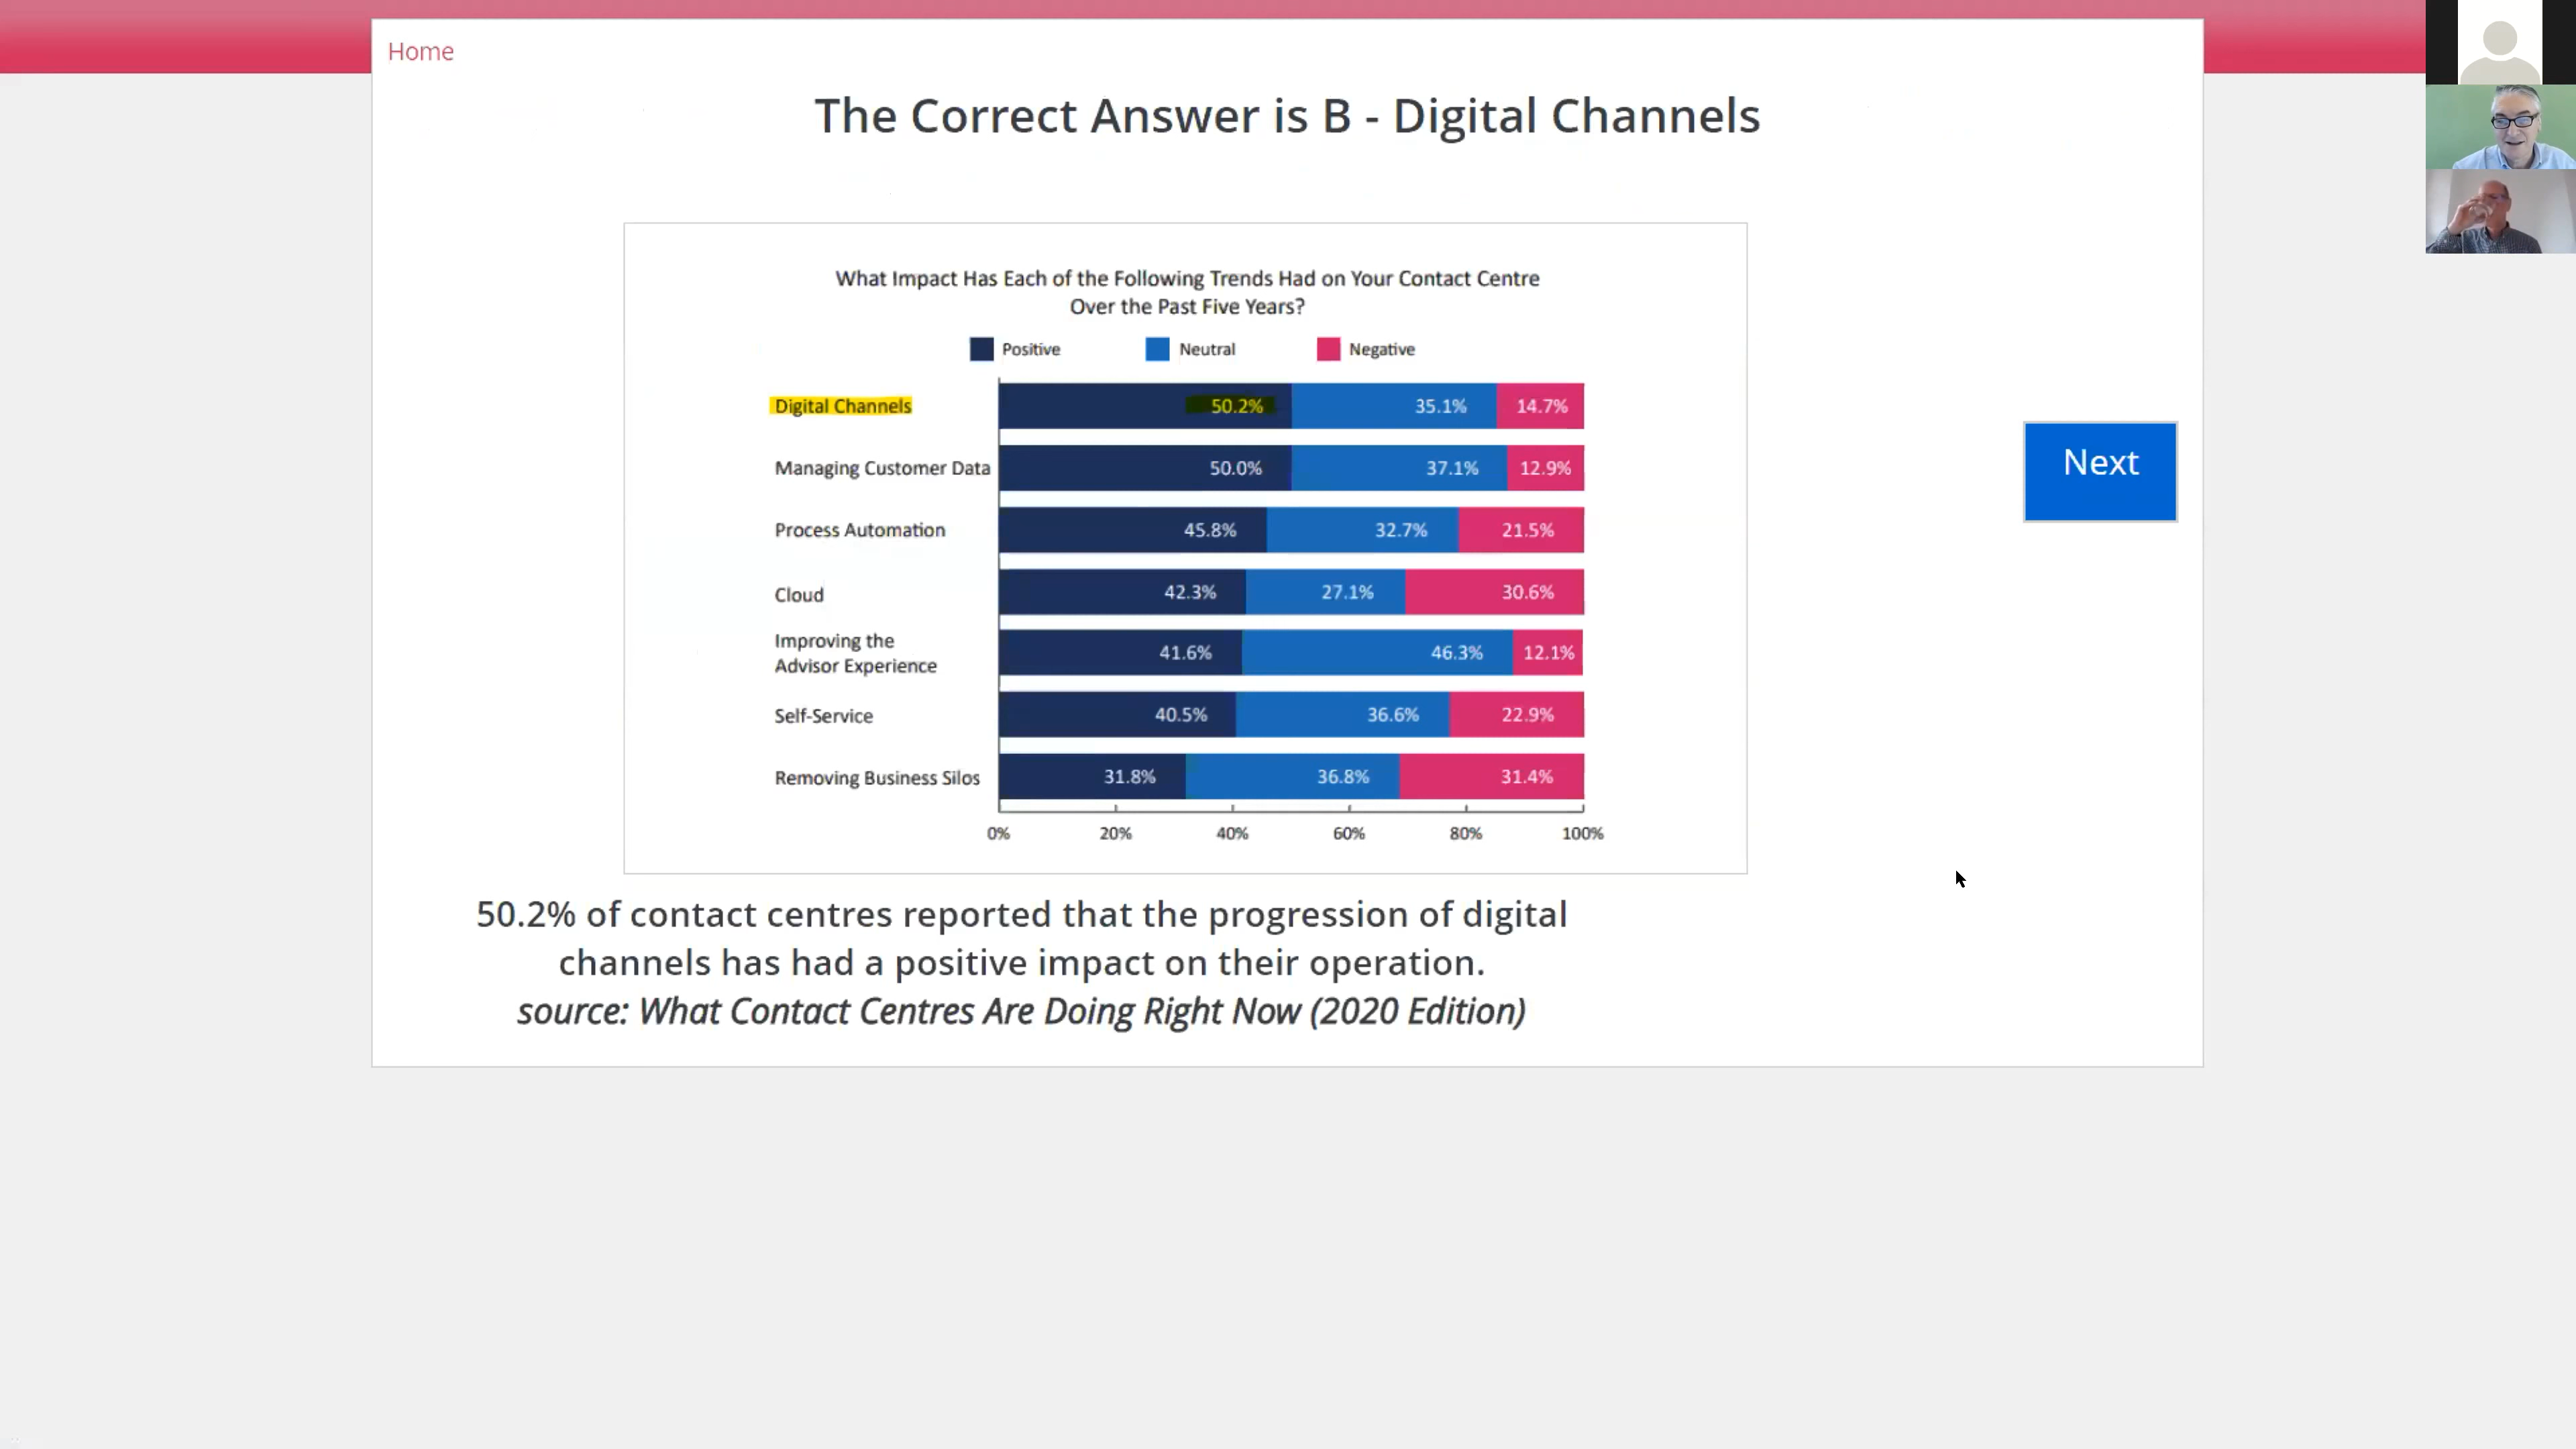 Home
The Correct Answer is B - Digital Channels
What Impact Has Each of the Following Trends Had on Your Contact Centre
Over the Past Five Years?
Positive Neutral Negative
Digital Channels 50.2% 35.1% 14.7%
Managing Customer Data 50.0% 37.1% 12.9%
Process Automation 45.8% 32.7% 21.5%
Cloud 42.3% 27.1% 30.6%
Improving the
Advisor Experience 41.6% 46.3% 12.1%
Self-Service 40.5% 36.6% 22.9%
Removing Business Silos 31.8% 36.8% 31.4%
0% 20% 40% 60% 80% 100%
Next
50.2% of contact centres reported that the progression of digital
channels has had a positive impact on their operation.
source: What Contact Centres Are Doing Right Now (2020 Edition)